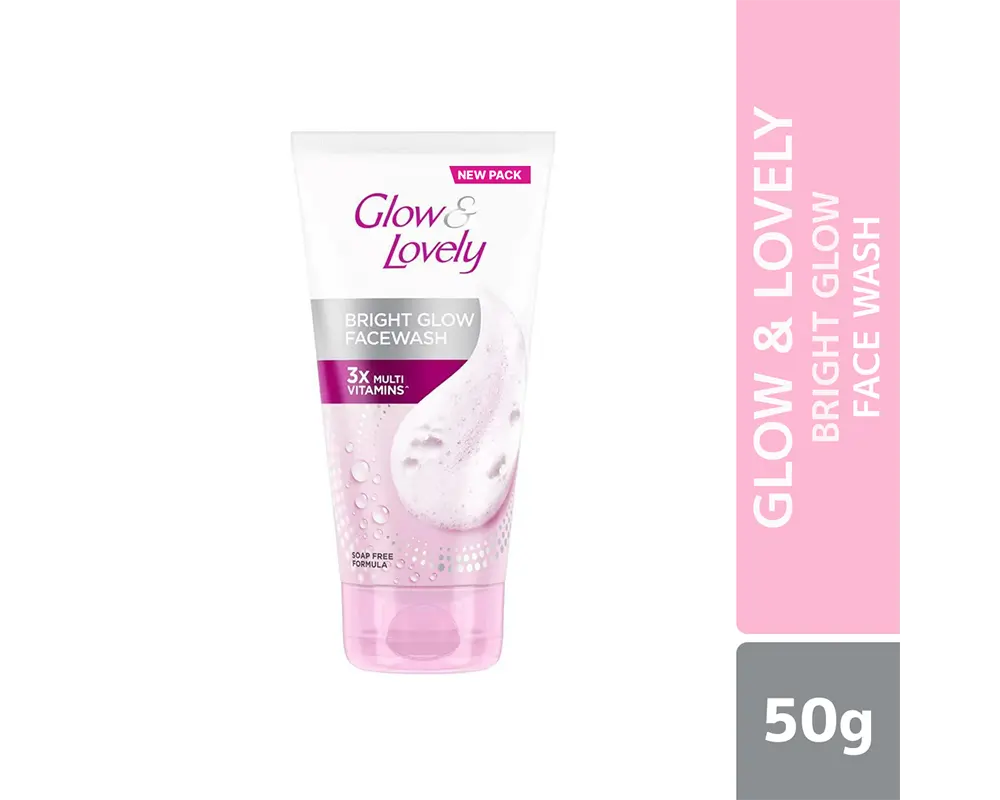 NEW PACK
Glow &
Lovely
BRIGHT GLOW
FACEWASH
3X MULTI
VITAMINS^
SOAP FREE
FORMULA
GLOW & LOVELY
BRIGHT GLOW
FACE WASH
50g